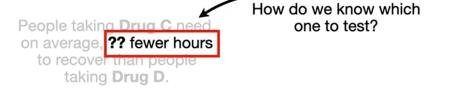 How do we know which
one to test?
People taking Drug C need
on average, ?? fewer hours
to recover than people
taking Drug D.